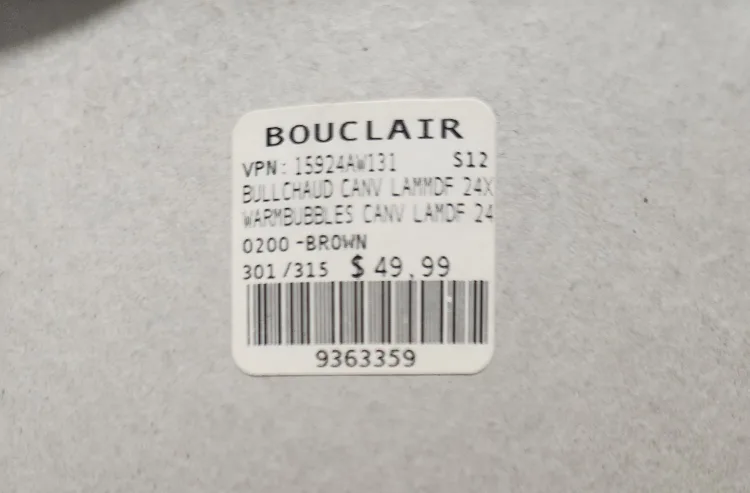 BOUCLAIR
VPN: 15924AW131 S12
BULLCHAUD CANV LAMMDF 24X
WARMBUBBLES CANV LAMDF 24
0200-BROWN
301/315 $49.99
9363359